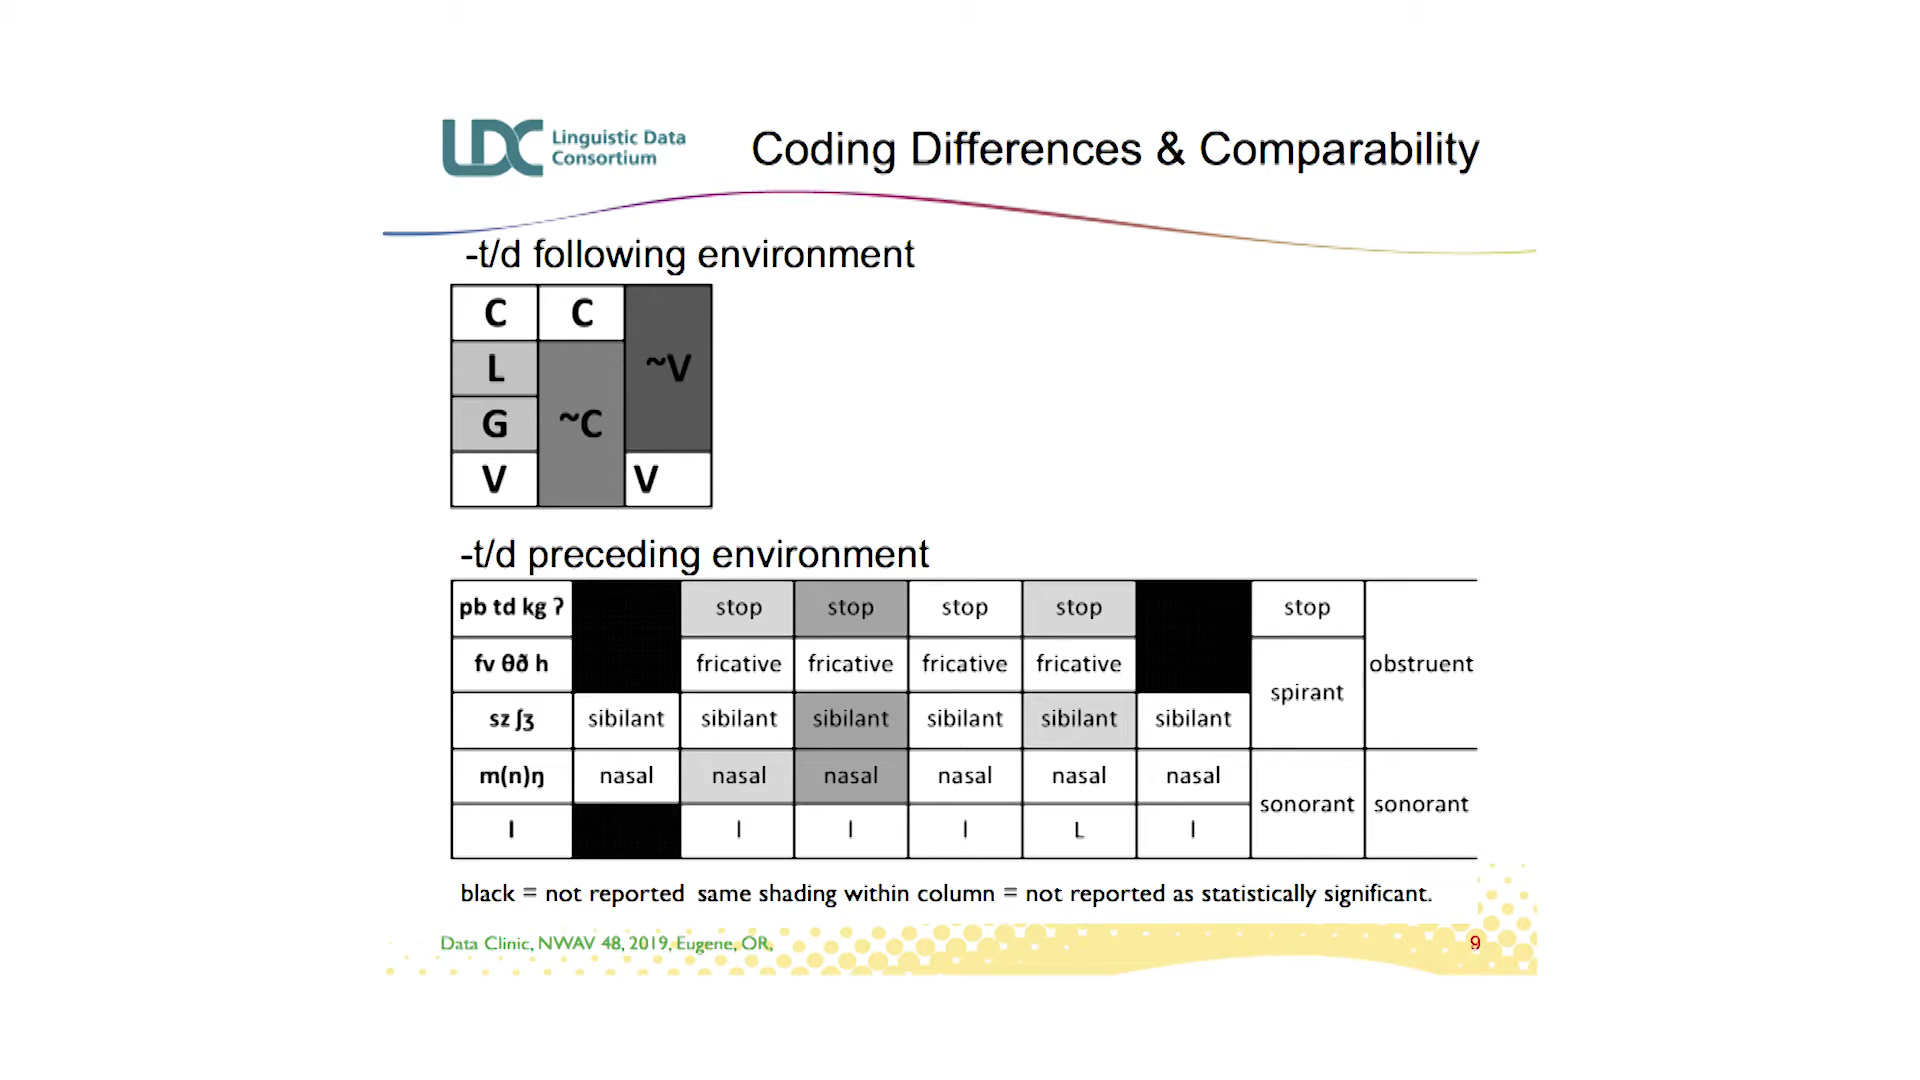 LDC Linguistic Data Consortium
Coding Differences & Comparability
-t/d following environment
C C
~V
L
G ~C
V V
-t/d preceding environment
pb td kg ʔ stop stop stop stop stop
fv θð h fricative fricative fricative fricative obstruent
spirant
sz ʃʒ sibilant sibilant sibilant sibilant sibilant sibilant
m(n)ŋ nasal nasal nasal nasal nasal nasal
sonorant sonorant
l l l l L l
black = not reported same shading within column = not reported as statistically significant.
Data Clinic, NWAV 48, 2019, Eugene, OR,
9